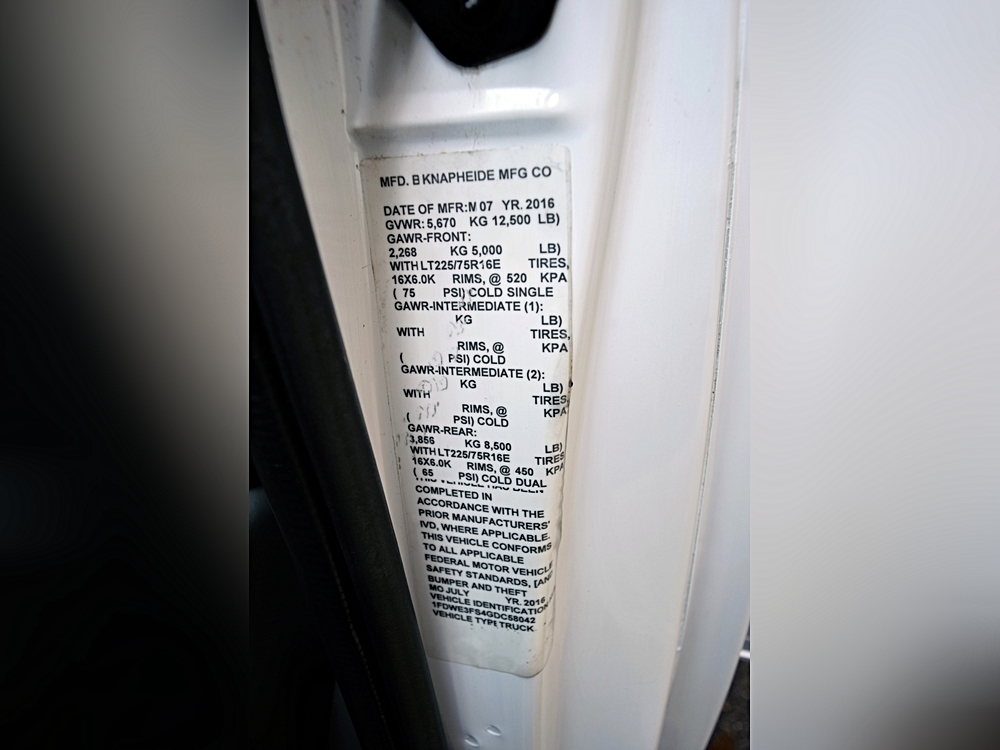 MFD. B KNAPHEIDE MFG CO
DATE OF MFR:M 07 YR. 2016
GVWR: 5,670 KG 12,500 LB)
GAWR-FRONT:
2,268 KG 5,000 LB)
WITH LT225/75R16E TIRES,
16X6.0K RIMS, @ 520 KPA
( 75 PSI) COLD SINGLE
GAWR-INTERMEDIATE (1):
KG LB)
WITH TIRES,
RIMS, @ KPA
( ) PSI) COLD
GAWR-INTERMEDIATE (2):
KG LB)
WITH TIRES,
RIMS, @ KPA
( PSI) COLD
GAWR-REAR:
3,856 KG 8,500 LB)
WITH LT225/75R16E TIRES
16X6.0K RIMS, @ 450 KPA
( 65 PSI) COLD DUAL
THIS VEHICLE HAS BEEN
COMPLETED IN
ACCORDANCE WITH THE
PRIOR MANUFACTURERS'
IVD, WHERE APPLICABLE.
THIS VEHICLE CONFORMS
TO ALL APPLICABLE
FEDERAL MOTOR VEHICLE
SAFETY STANDARDS, [AND
BUMPER AND THEFT
MO JULY YR. 2016
VEHICLE IDENTIFICATION
1FDWE3FS4GDC58042
VEHICLE TYPE TRUCK